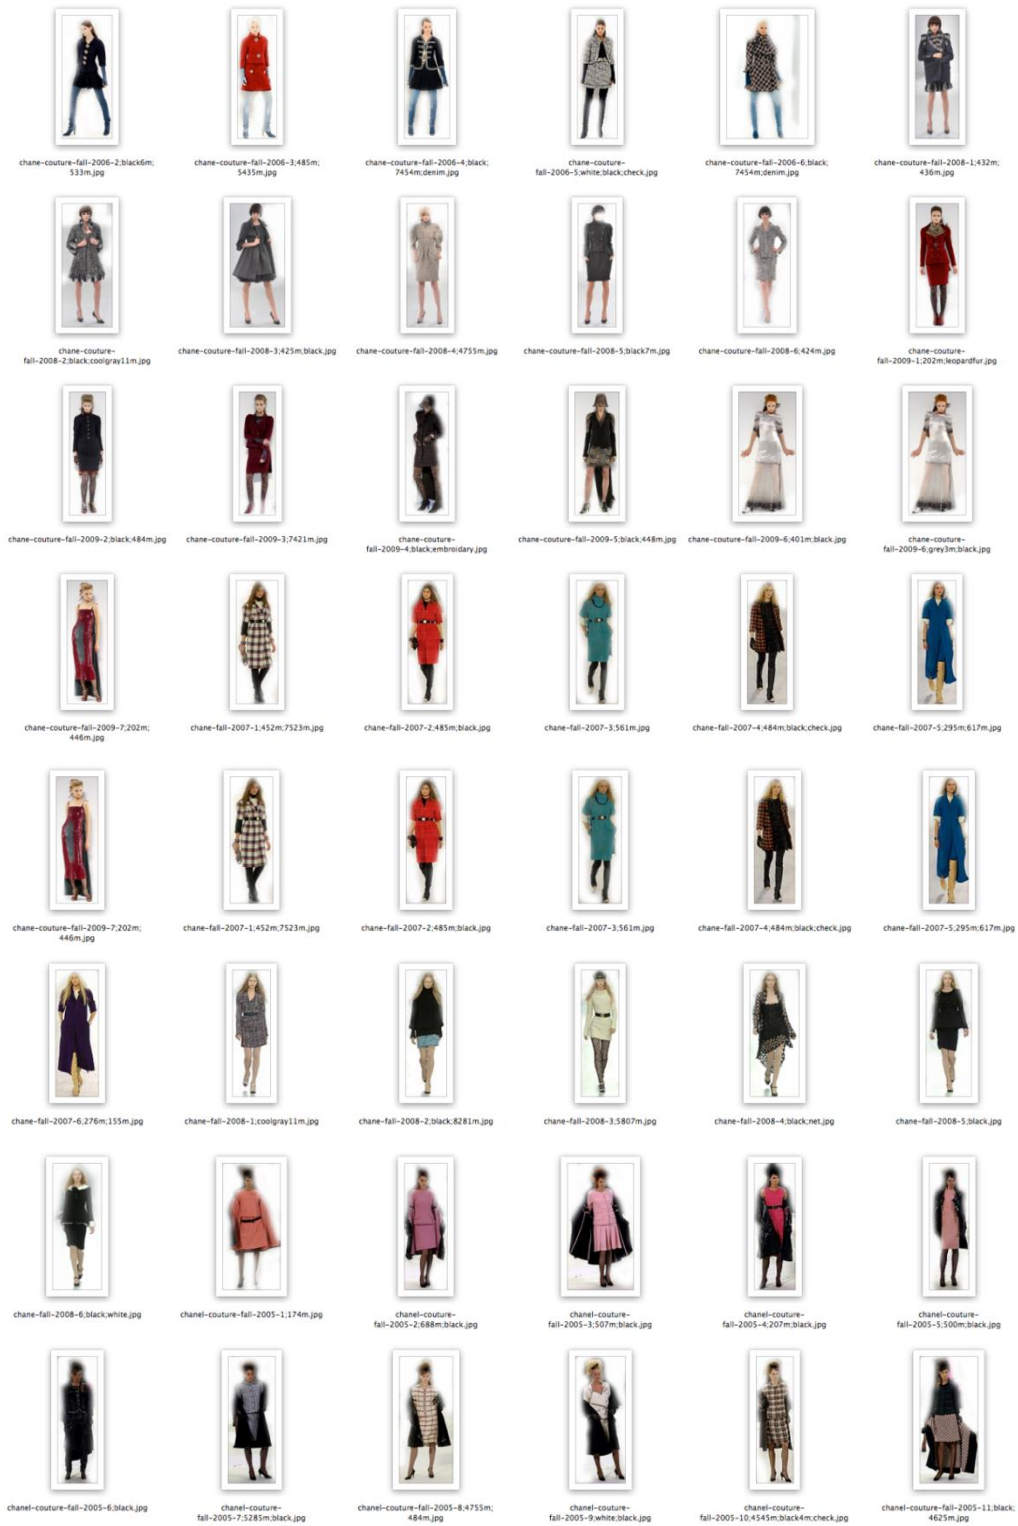 chane-couture-fall-2006-2;black6m;
533m.jpg
chane-couture-fall-2006-3;485m;
5435m.jpg
chane-couture-fall-2006-4;black;
7454m;denim.jpg
chane-couture-
fall-2006-5;white;black;check.jpg
chane-couture-fall-2006-6;black;
7454m;denim.jpg
chane-couture-fall-2008-1;432m;
436m.jpg
chane-couture-
fall-2008-2;black;coolgray11m.jpg
chane-couture-fall-2008-3;425m;black.jpg
chane-couture-fall-2008-4;4755m.jpg
chane-couture-fall-2008-5;black7m.jpg
chane-couture-fall-2008-6;424m.jpg
chane-couture-
fall-2009-1;202m;leopardfur.jpg
chane-couture-fall-2009-2;black;484m.jpg
chane-couture-fall-2009-3;7421m.jpg
chane-couture-
fall-2009-4;black;embroidary.jpg
chane-couture-fall-2009-5;black;448m.jpg
chane-couture-fall-2009-6;401m;black.jpg
chane-couture-
fall-2009-6;grey3m;black.jpg
chane-couture-fall-2009-7;202m;
446m.jpg
chane-fall-2007-1;452m;7523m.jpg
chane-fall-2007-2;485m;black.jpg
chane-fall-2007-3;561m.jpg
chane-fall-2007-4;484m;black;check.jpg
chane-fall-2007-5;295m;617m.jpg
chane-couture-fall-2009-7;202m;
446m.jpg
chane-fall-2007-1;452m;7523m.jpg
chane-fall-2007-2;485m;black.jpg
chane-fall-2007-3;561m.jpg
chane-fall-2007-4;484m;black;check.jpg
chane-fall-2007-5;295m;617m.jpg
chane-fall-2007-6;276m;155m.jpg
chane-fall-2008-1;coolgray11m.jpg
chane-fall-2008-2;black;8281m.jpg
chane-fall-2008-3;5807m.jpg
chane-fall-2008-4;black;net.jpg
chane-fall-2008-5;black.jpg
chane-fall-2008-6;black;white.jpg
chanel-couture-fall-2005-1;174m.jpg
chanel-couture-
fall-2005-2;688m;black.jpg
chanel-couture-
fall-2005-3;507m;black.jpg
chanel-couture-
fall-2005-4;207m;black.jpg
chanel-couture-
fall-2005-5;500m;black.jpg
chanel-couture-fall-2005-6;black.jpg
chanel-couture-
fall-2005-7;5285m;black.jpg
chanel-couture-fall-2005-8;4755m;
484m.jpg
chanel-couture-
fall-2005-9;white;black.jpg
chanel-couture-
fall-2005-10;4545m;black4m;check.jpg
chanel-couture-fall-2005-11;black;
4625m.jpg